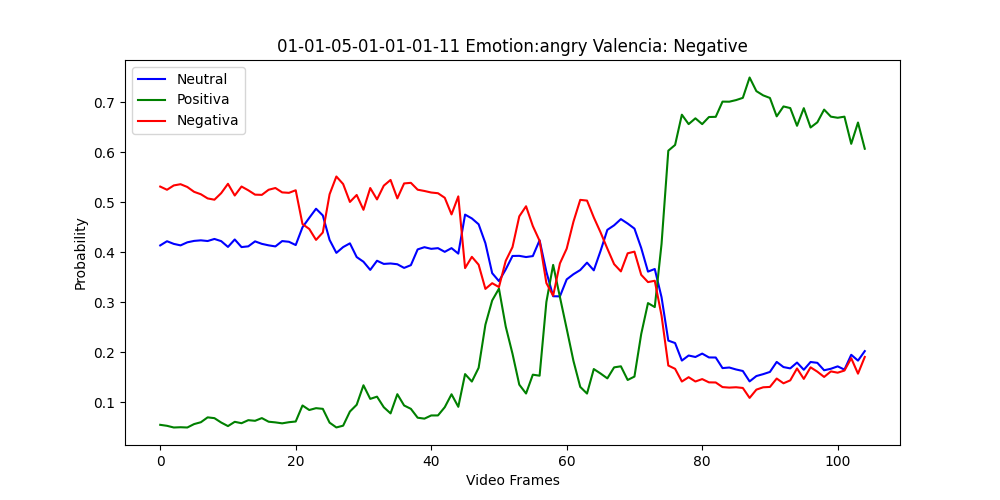 01-01-05-01-01-01-11 Emotion:angry Valencia: Negative
Neutral
Positiva
Negativa
Probability
0.7
0.6
0.5
0.4
0.3
0.2
0.1
0 20 40 60 80 100
Video Frames